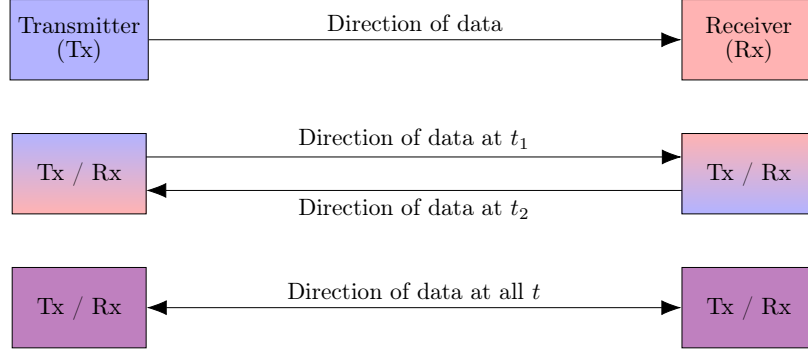 Transmitter
(Tx)
Direction of data
Receiver
(Rx)
Tx / Rx
Direction of data at t₁
Direction of data at t₂
Tx / Rx
Tx / Rx
Direction of data at all t
Tx / Rx